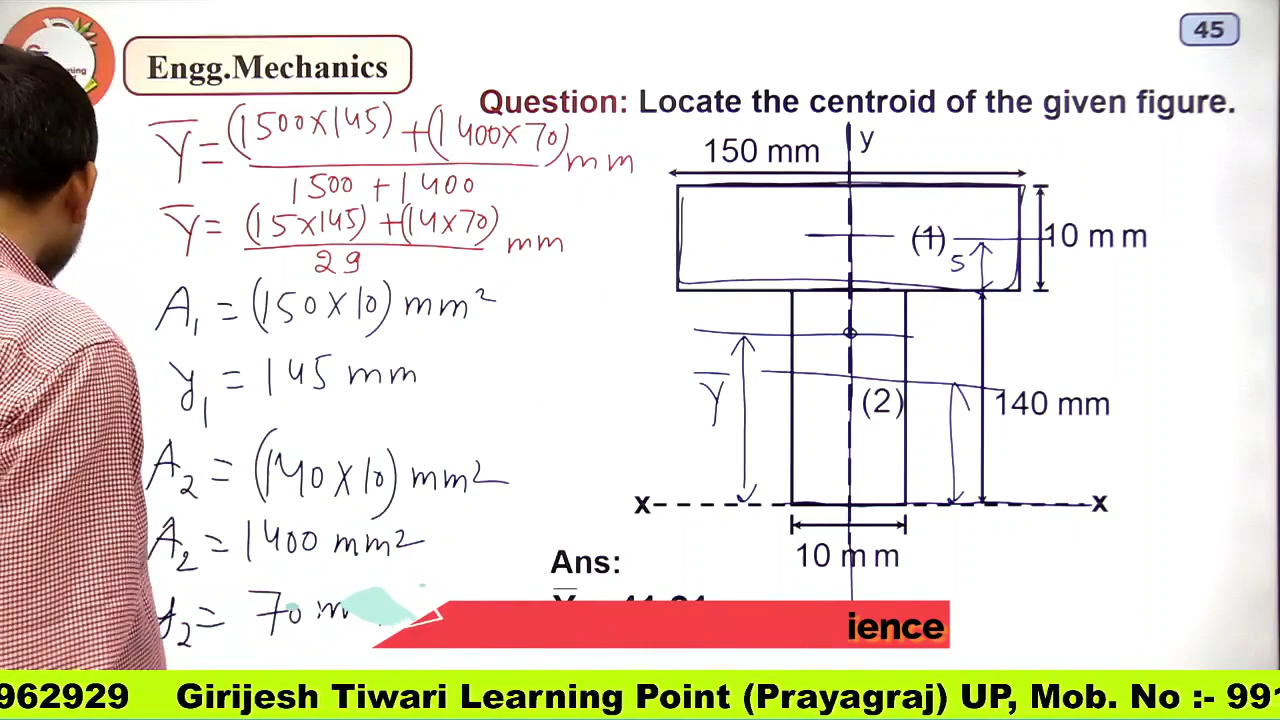 45
Engg.Mechanics
Question: Locate the centroid of the given figure.
Y̅ = (1500×145) + (1400×70) mm
1500 + 1400
Y̅ = (15×145) + (14×70) mm
29
A₁ = (150×10) mm²
y₁ = 145 mm
A₂ = (140×10) mm²
A₂ = 1400 mm²
y₂ = 70 m
150 mm
y
(1)
5
10 mm
Y̅
(2)
140 mm
x
x
10 mm
Ans:
ience
962929 Girijesh Tiwari Learning Point (Prayagraj) UP, Mob. No :- 991